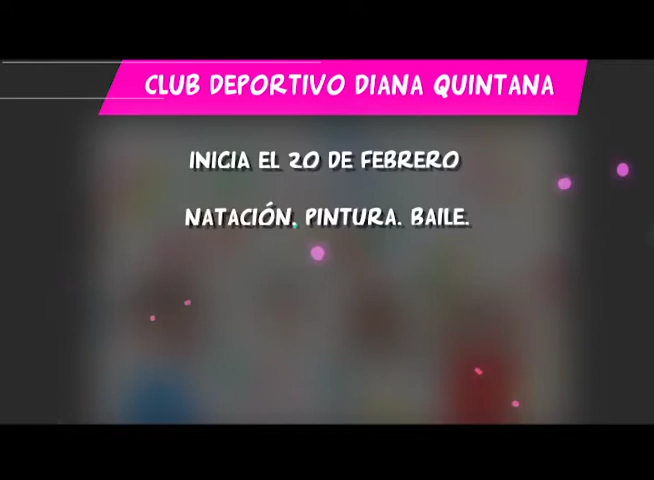 CLUB DEPORTIVO DIANA QUINTANA
INICIA EL 20 DE FEBRERO
NATACIÓN. PINTURA. BAILE.